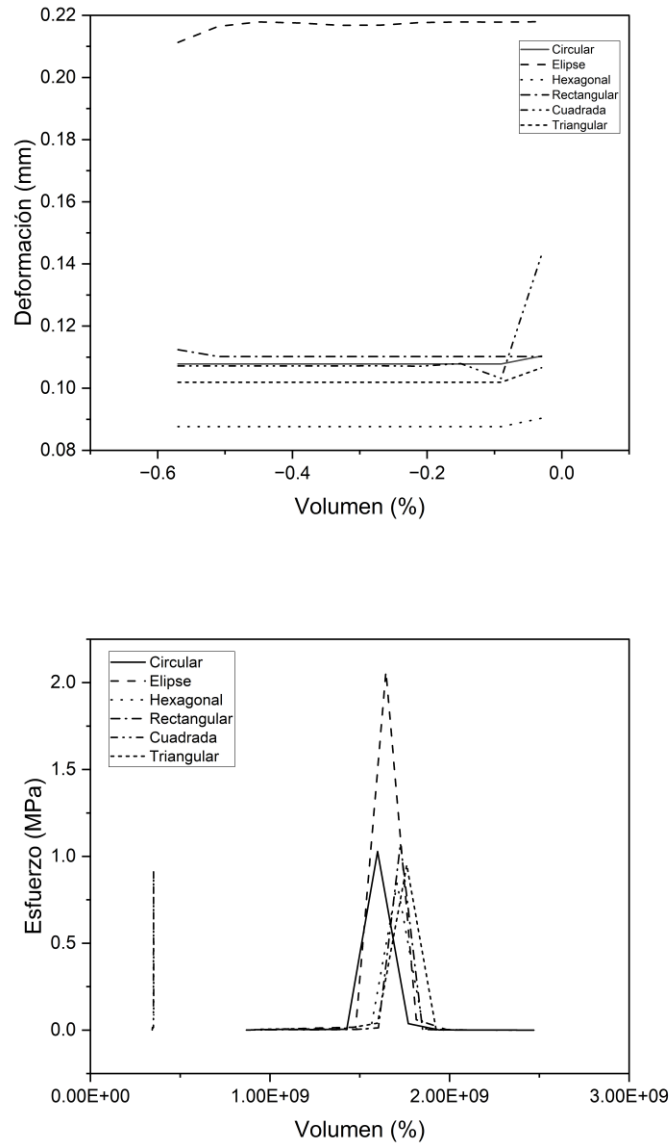 0.22
0.20
0.18
0.16
0.14
0.12
0.10
0.08
Deformación (mm)
Circular
Elipse
Hexagonal
Rectangular
Cuadrada
Triangular
−0.6
−0.4
−0.2
0.0
Volumen (%)
2.0
1.5
1.0
0.5
0.0
Esfuerzo (MPa)
Circular
Elipse
Hexagonal
Rectangular
Cuadrada
Triangular
0.00E+00
1.00E+09
2.00E+09
3.00E+09
Volumen (%)